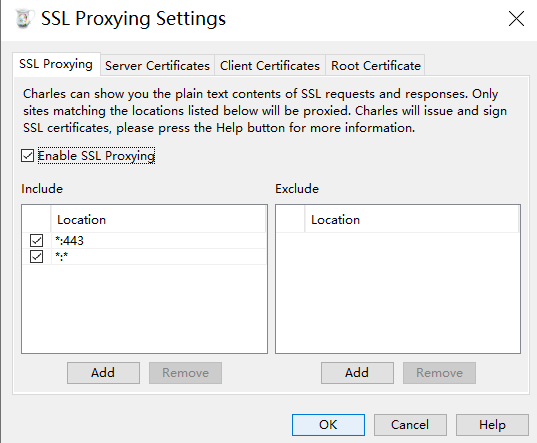 SSL Proxying Settings
SSL Proxying Server Certificates Client Certificates Root Certificate
Charles can show you the plain text contents of SSL requests and responses. Only
sites matching the locations listed below will be proxied. Charles will issue and sign
SSL certificates, please press the Help button for more information.
Enable SSL Proxying
Include Exclude
Location Location
*:443
*:*
Add Remove Add Remove
OK Cancel Help